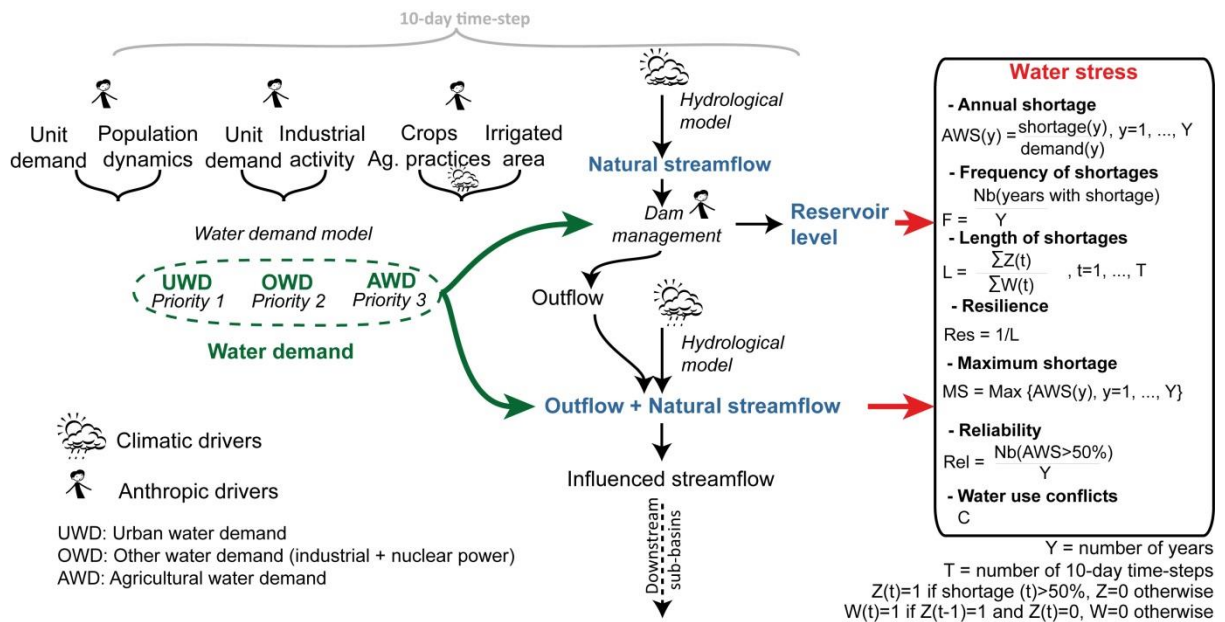 10-day time-step
Unit demand
Population dynamics
Unit demand
Industrial activity
Crops
Ag. practices
Irrigated area
Hydrological model
Natural streamflow
Dam management
Reservoir level
Water demand model
UWD
Priority 1
OWD
Priority 2
AWD
Priority 3
Water demand
Outflow
Hydrological model
Outflow + Natural streamflow
Influenced streamflow
Downstream sub-basins
Climatic drivers
Anthropic drivers
UWD: Urban water demand
OWD: Other water demand (industrial + nuclear power)
AWD: Agricultural water demand
Water stress
- Annual shortage
AWS(y) = shortage(y) / demand(y), y=1, ..., Y
- Frequency of shortages
F = Nb(years with shortage) / Y
- Length of shortages
L = ∑Z(t) / ∑W(t) , t=1, ..., T
- Resilience
Res = 1/L
- Maximum shortage
MS = Max {AWS(y), y=1, ..., Y}
- Reliability
Rel = Nb(AWS>50%) / Y
- Water use conflicts
C
Y = number of years
T = number of 10-day time-steps
Z(t)=1 if shortage (t)>50%, Z=0 otherwise
W(t)=1 if Z(t-1)=1 and Z(t)=0, W=0 otherwise